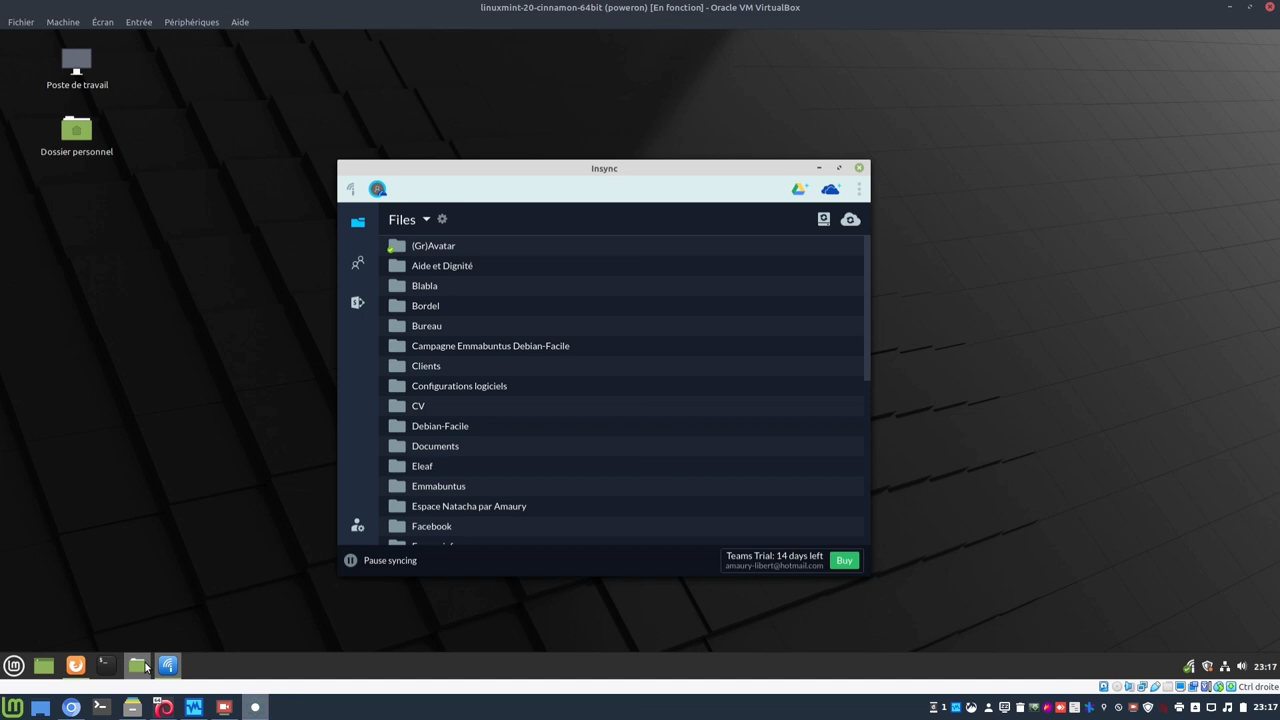 linuxmint-20-cinnamon-64bit (poweron) [En fonction] - Oracle VM VirtualBox
Fichier Machine Écran Entrée Périphériques Aide
Poste de travail
Dossier personnel
Insync
Files
(Gr)Avatar
Aide et Dignité
Blabla
Bordel
Bureau
Campagne Emmabuntus Debian-Facile
Clients
Configurations logiciels
CV
Debian-Facile
Documents
Eleaf
Emmabuntus
Espace Natacha par Amaury
Facebook
Pause syncing
Teams Trial: 14 days left
amaury-libert@hotmail.com
Buy
23:17
Ctrl droite
1
23:17